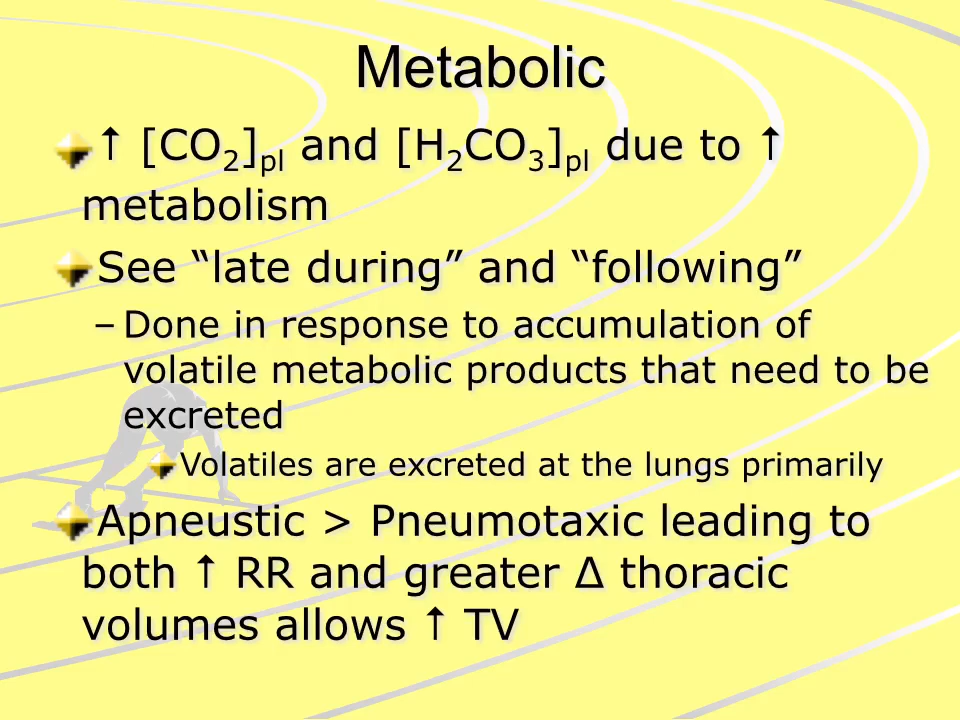 Metabolic
↑ [CO₂]pl and [H₂CO₃]pl due to ↑
metabolism
See “late during” and “following”
– Done in response to accumulation of
volatile metabolic products that need to be
excreted
Volatiles are excreted at the lungs primarily
Apneustic > Pneumotaxic leading to
both ↑ RR and greater Δ thoracic
volumes allows ↑ TV